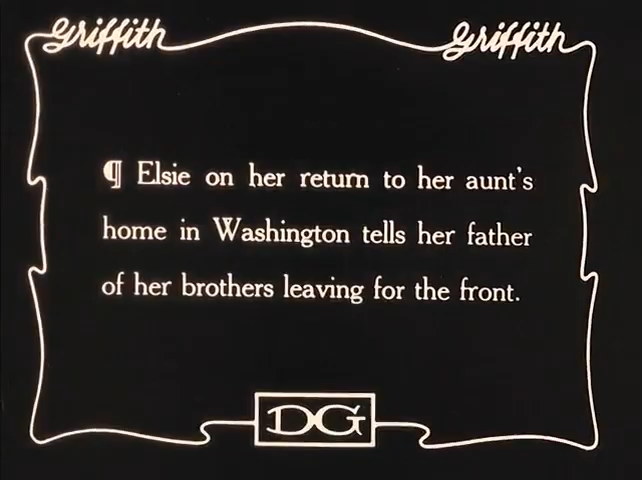 Griffith Griffith
¶ Elsie on her return to her aunt's
home in Washington tells her father
of her brothers leaving for the front.
DG